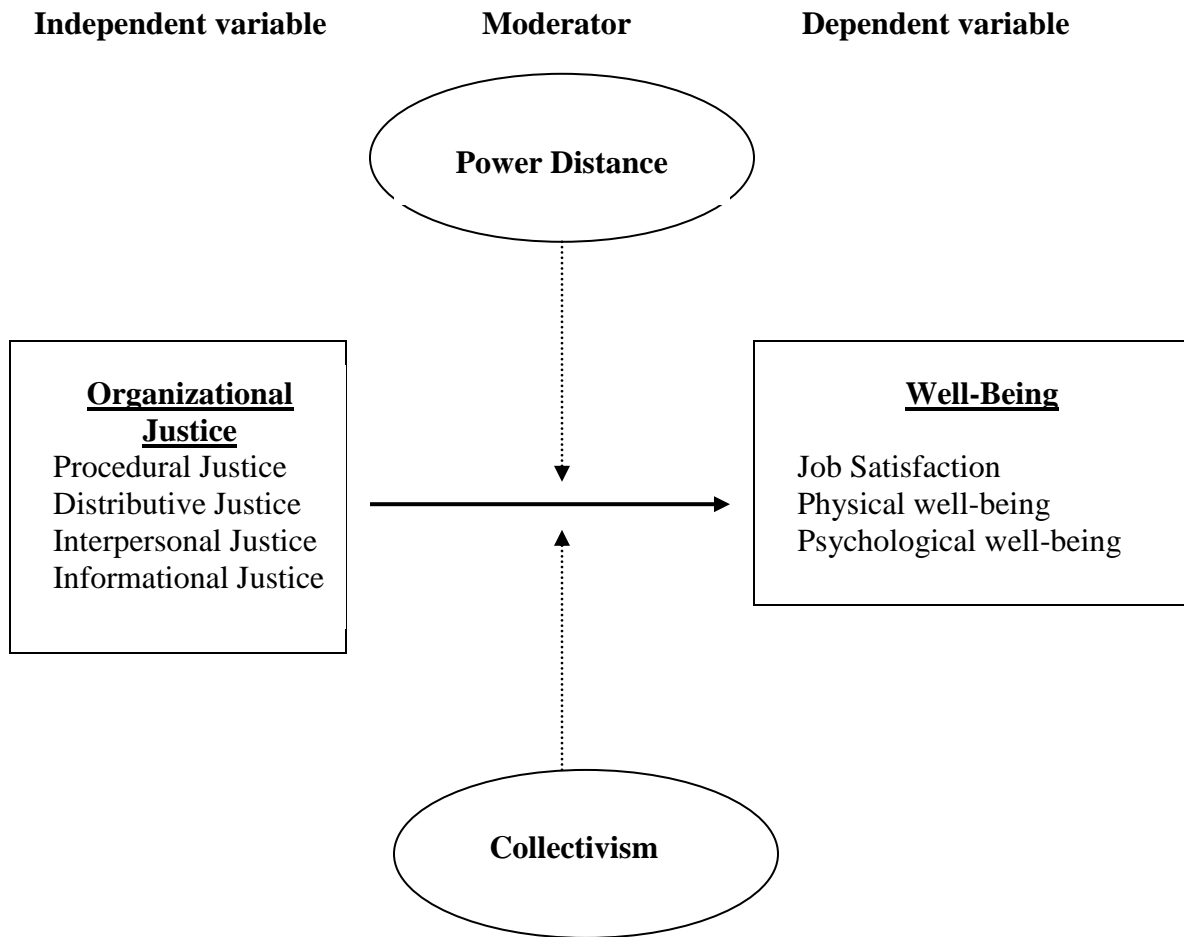 Independent variable
Moderator
Dependent variable
Power Distance
Organizational
Justice
Procedural Justice
Distributive Justice
Interpersonal Justice
Informational Justice
Well-Being
Job Satisfaction
Physical well-being
Psychological well-being
Collectivism